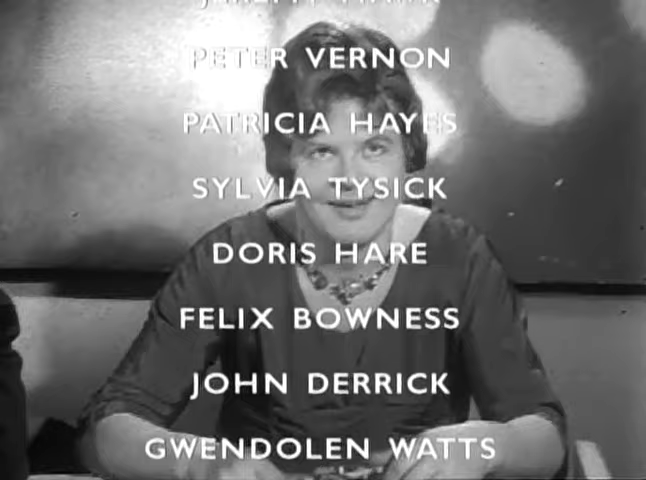 PETER VERNON
PATRICIA HAYES
SYLVIA TYSICK
DORIS HARE
FELIX BOWNESS
JOHN DERRICK
GWENDOLEN WATTS